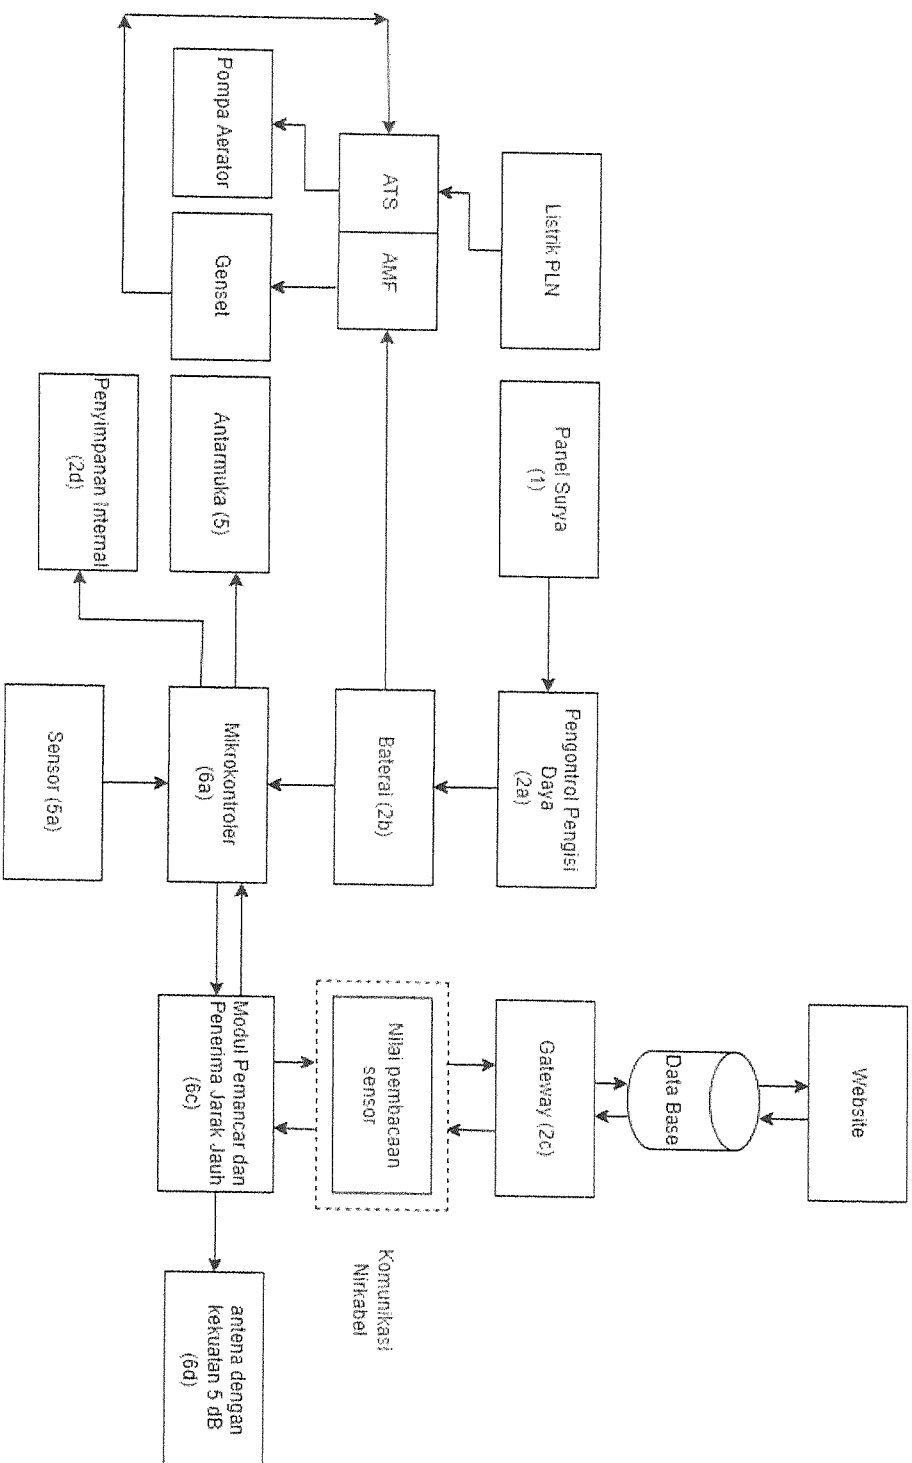 Website
Data Base
Listrik PLN
Panel Surya
(1)
Pengontrol Pengisi
Daya
(2a)
Gateway (2c)
ATS
AMF
Baterai (2b)
Nilai pembacaan
sensor
Komunikasi
Nirkabel
Pompa Aerator
Genset
Antarmuka (5)
Mikrokontroler
(6a)
Modul Pemancar dan
Penerima Jarak Jauh
(6c)
antena dengan
kekuatan 5 dB
(6d)
Penyimpanan Internal
(2d)
Sensor (5a)